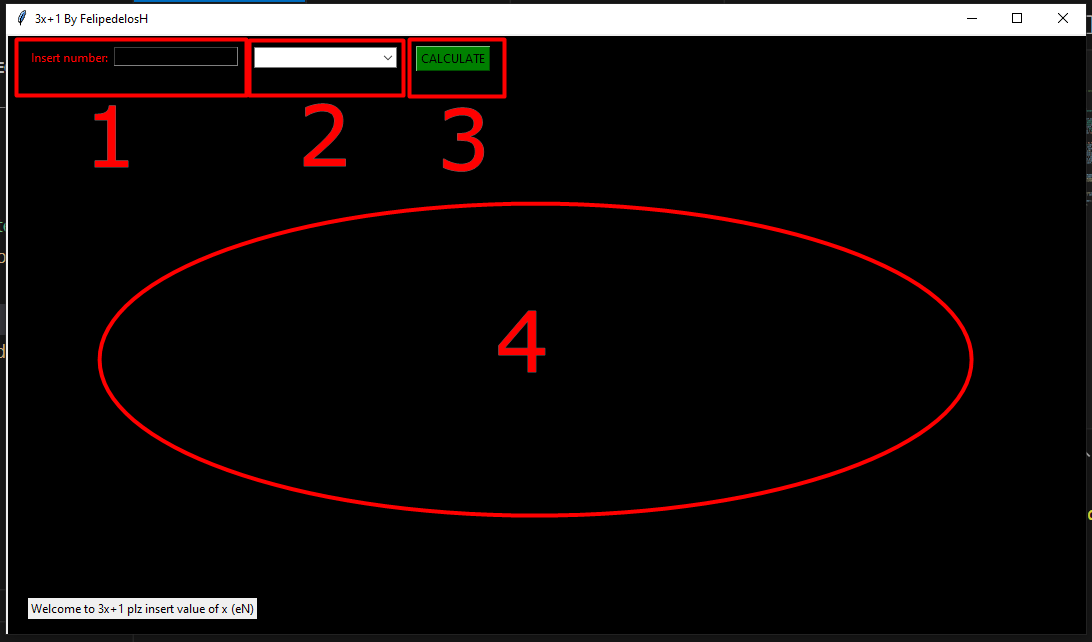 3x+1 By FelipedelosH
Insert number:
CALCULATE
1
2
3
4
Welcome to 3x+1 plz insert value of x (eN)